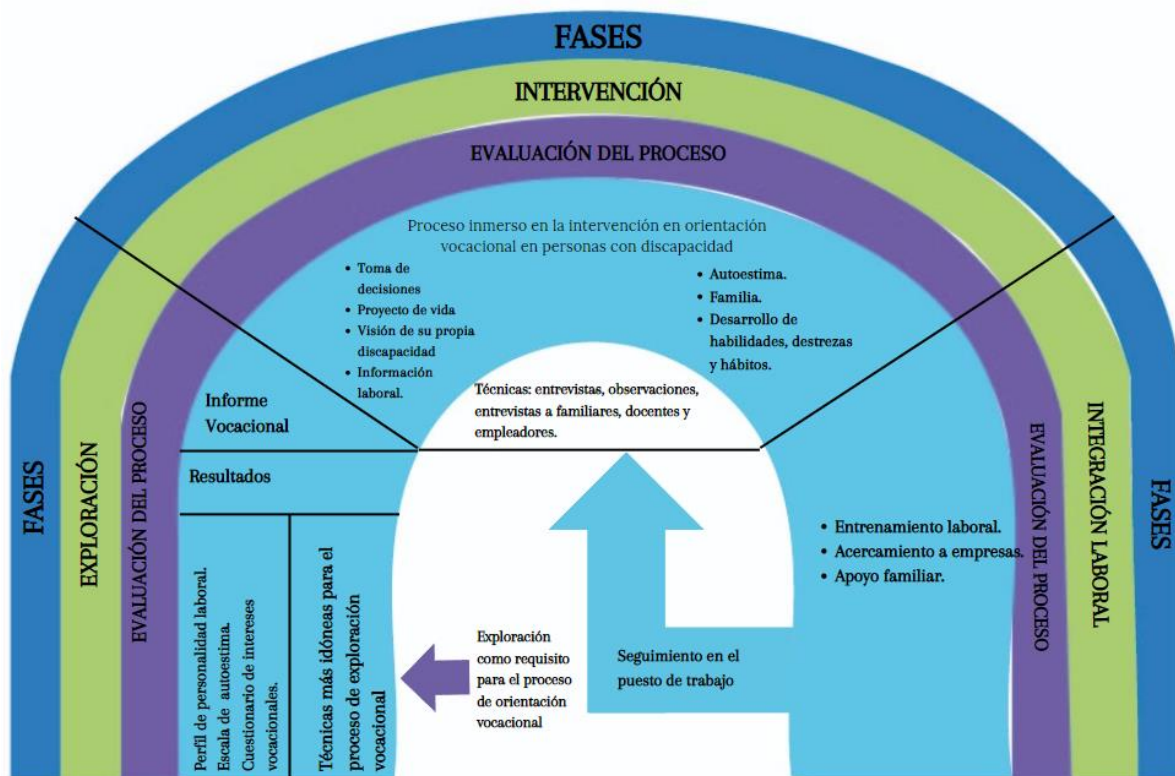 FASES
INTERVENCIÓN
EVALUACIÓN DEL PROCESO
Proceso inmerso en la intervención en orientación
vocacional en personas con discapacidad
• Toma de
decisiones
• Proyecto de vida
• Visión de su propia
discapacidad
• Información
laboral.
• Autoestima.
• Familia.
• Desarrollo de
habilidades, destrezas
y hábitos.
Técnicas: entrevistas, observaciones,
entrevistas a familiares, docentes y
empleadores.
FASES
EXPLORACIÓN
EVALUACIÓN DEL PROCESO
Informe
Vocacional
Resultados
Perfil de personalidad laboral.
Escala de autoestima.
Cuestionario de intereses
vocacionales.
Técnicas más idóneas para el
proceso de exploración
vocacional
Exploración
como requisito
para el proceso
de orientación
vocacional
Seguimiento en el
puesto de trabajo
• Entrenamiento laboral.
• Acercamiento a empresas.
• Apoyo familiar.
EVALUACIÓN DEL PROCESO
INTEGRACIÓN LABORAL
FASES